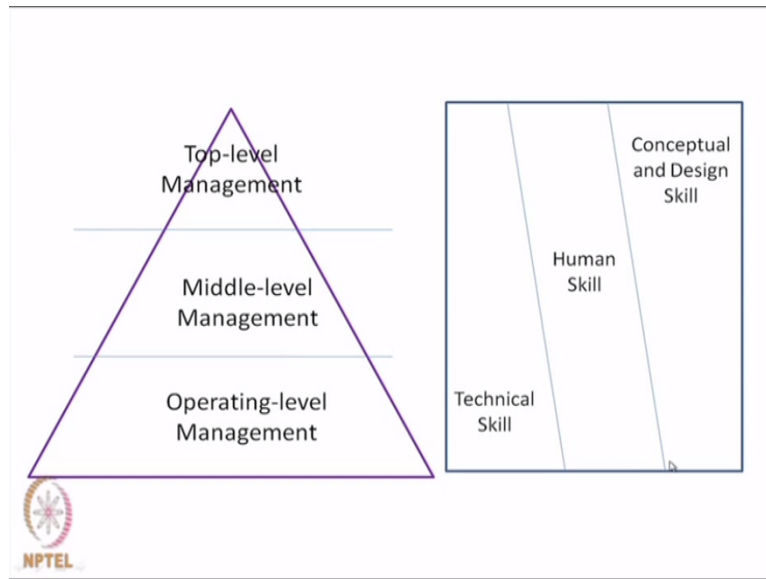 Top-level
Management
Middle-level
Management
Operating-level
Management
Conceptual
and Design
Skill
Human
Skill
Technical
Skill
NPTEL